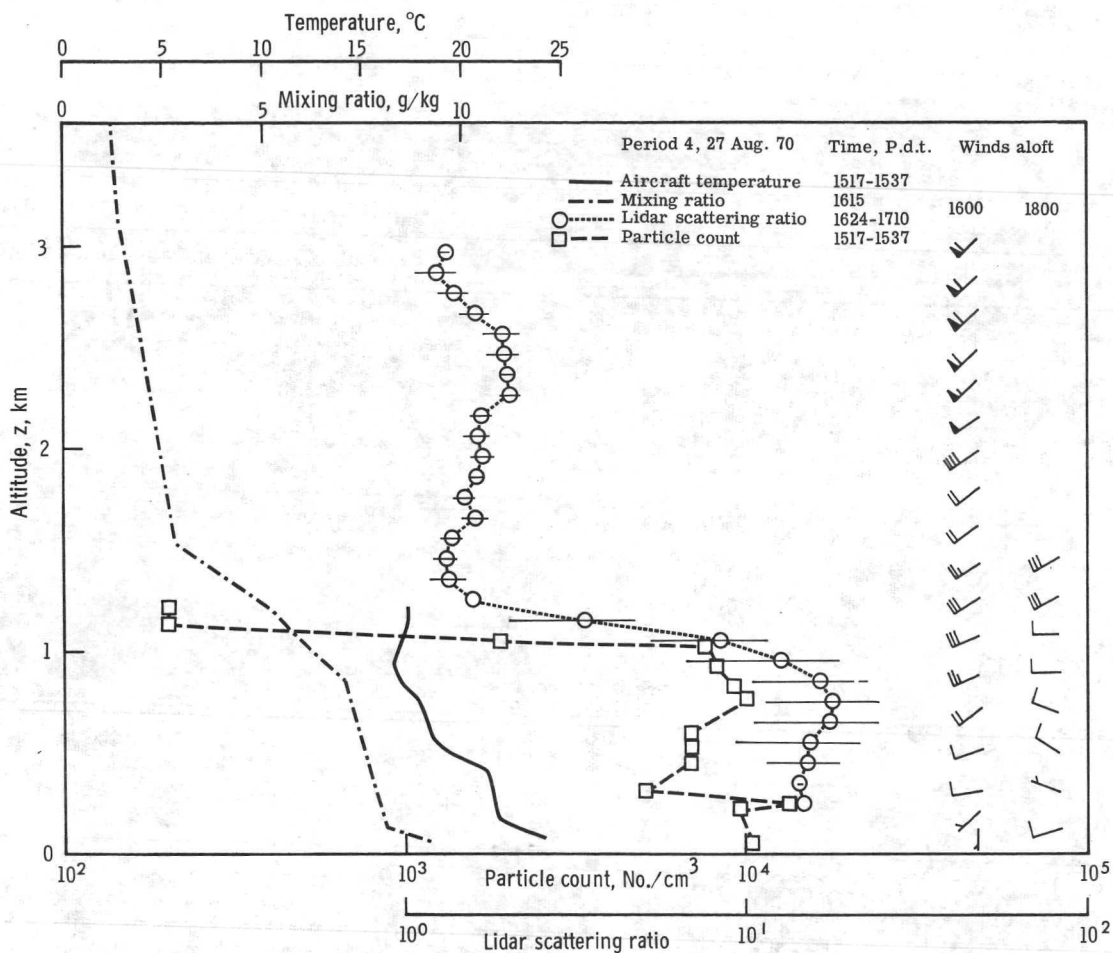 Temperature, °C
0 5 10 15 20 25
Mixing ratio, g/kg
0 5 10
Period 4, 27 Aug. 70 Time, P.d.t. Winds aloft
Aircraft temperature 1517-1537
Mixing ratio 1615 1600 1800
Lidar scattering ratio 1624-1710
Particle count 1517-1537
Altitude, z, km
3
2
1
0
10² 10³ 10⁴ 10⁵
Particle count, No./cm³
10⁰ 10¹ 10²
Lidar scattering ratio